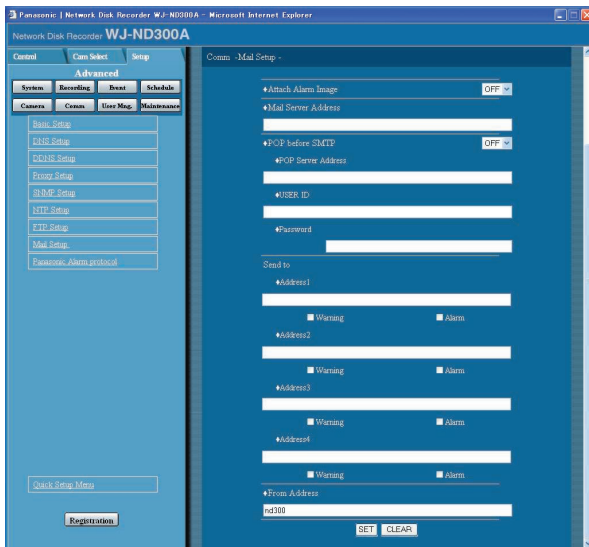 Panasonic | Network Disk Recorder WJ-ND300A - Microsoft Internet Explorer
Network Disk Recorder WJ-ND300A
Control Cam Select Setup
Advanced
System Recording Event Schedule
Camera Comm User Mng. Maintenance
Basic Setup
DNS Setup
DDNS Setup
Proxy Setup
SNMP Setup
NTP Setup
FTP Setup
Mail Setup
Panasonic Alarm protocol
Quick Setup Menu
Registration
Comm -Mail Setup -
♦Attach Alarm Image OFF
♦Mail Server Address
♦POP before SMTP OFF
♦POP Server Address
♦USER ID
♦Password
Send to
♦Address1
Warning Alarm
♦Address2
Warning Alarm
♦Address3
Warning Alarm
♦Address4
Warning Alarm
♦From Address
nd300
SET CLEAR